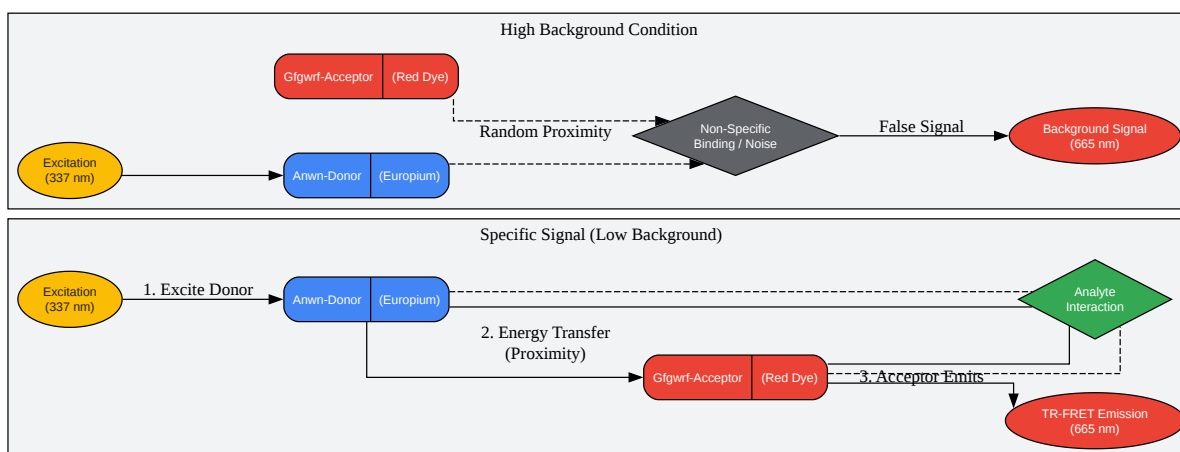 High Background Condition
Gfgwrf-Acceptor
(Red Dye)
Random Proximity
Non-Specific
Binding / Noise
False Signal
Background Signal
(665 nm)
Excitation
(337 nm)
Anwn-Donor
(Europium)
Specific Signal (Low Background)
Excitation
(337 nm)
1. Excite Donor
Anwn-Donor
(Europium)
Analyte
Interaction
2. Energy Transfer
(Proximity)
Gfgwrf-Acceptor
(Red Dye)
3. Acceptor Emits
TR-FRET Emission
(665 nm)